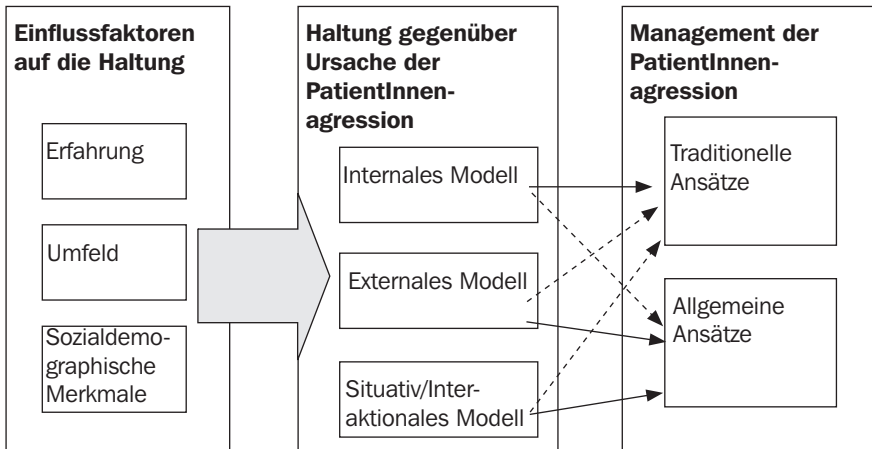 Einflussfaktoren
auf die Haltung
Erfahrung
Umfeld
Sozialdemo-
graphische
Merkmale
Haltung gegenüber
Ursache der
PatientInnen-
agression
Internales Modell
Externales Modell
Situativ/Inter-
aktionales Modell
Management der
PatientInnen-
agression
Traditionelle
Ansätze
Allgemeine
Ansätze